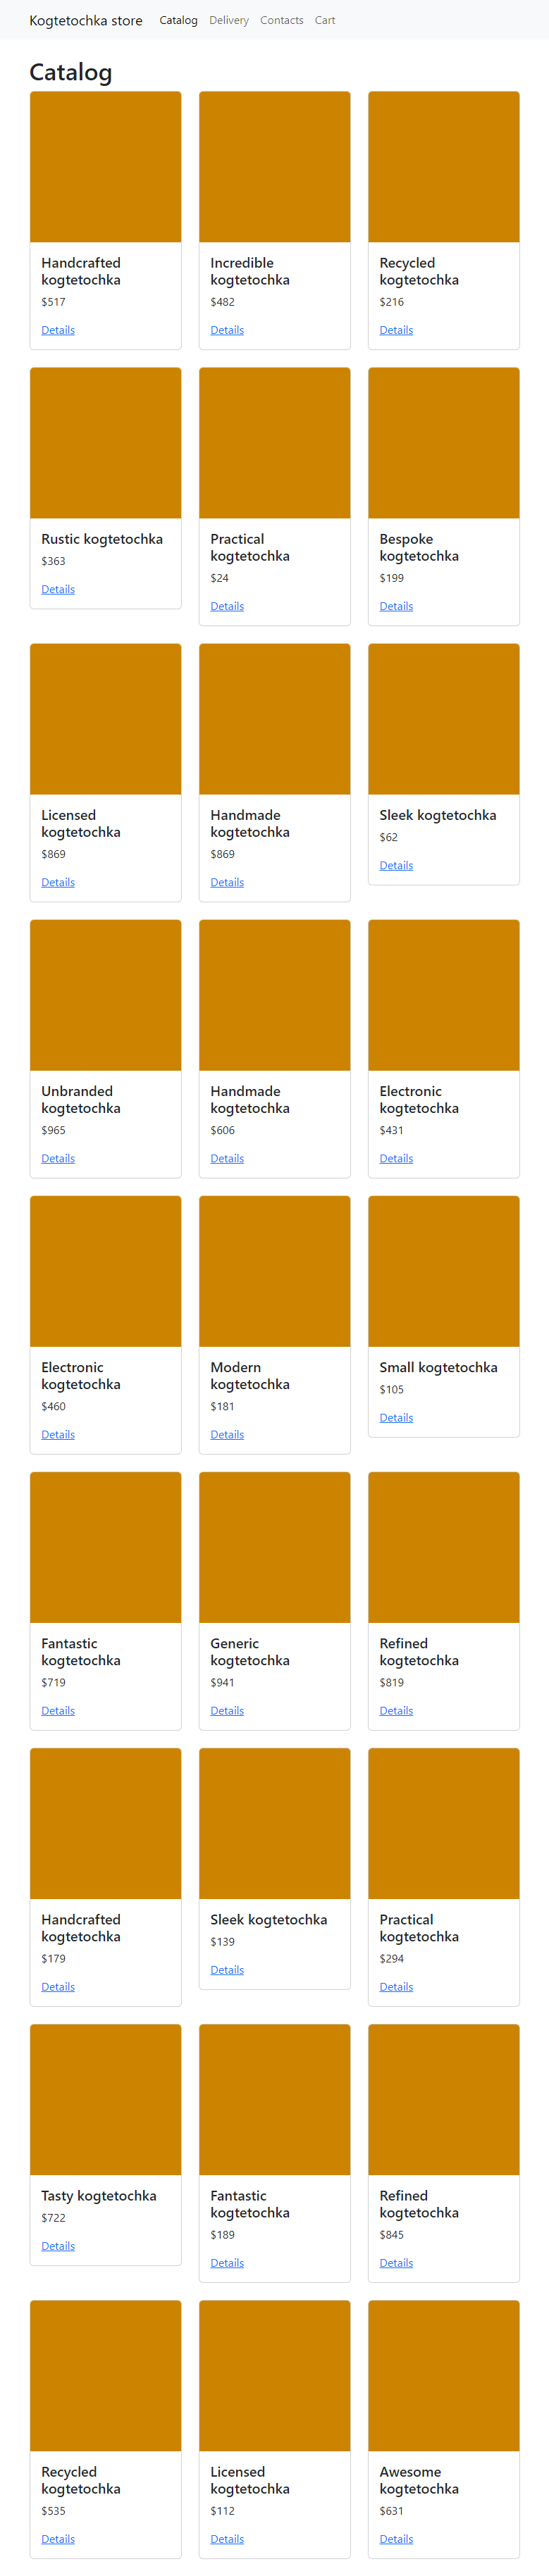 Kogtetochka store Catalog Delivery Contacts Cart
Catalog
Handcrafted
kogtetochka
$517
Details
Incredible
kogtetochka
$482
Details
Recycled
kogtetochka
$216
Details
Rustic kogtetochka
$363
Details
Practical
kogtetochka
$24
Details
Bespoke
kogtetochka
$199
Details
Licensed
kogtetochka
$869
Details
Handmade
kogtetochka
$869
Details
Sleek kogtetochka
$62
Details
Unbranded
kogtetochka
$965
Details
Handmade
kogtetochka
$606
Details
Electronic
kogtetochka
$431
Details
Electronic
kogtetochka
$460
Details
Modern
kogtetochka
$181
Details
Small kogtetochka
$105
Details
Fantastic
kogtetochka
$719
Details
Generic
kogtetochka
$941
Details
Refined
kogtetochka
$819
Details
Handcrafted
kogtetochka
$179
Details
Sleek kogtetochka
$139
Details
Practical
kogtetochka
$294
Details
Tasty kogtetochka
$722
Details
Fantastic
kogtetochka
$189
Details
Refined
kogtetochka
$845
Details
Recycled
kogtetochka
$535
Details
Licensed
kogtetochka
$112
Details
Awesome
kogtetochka
$631
Details